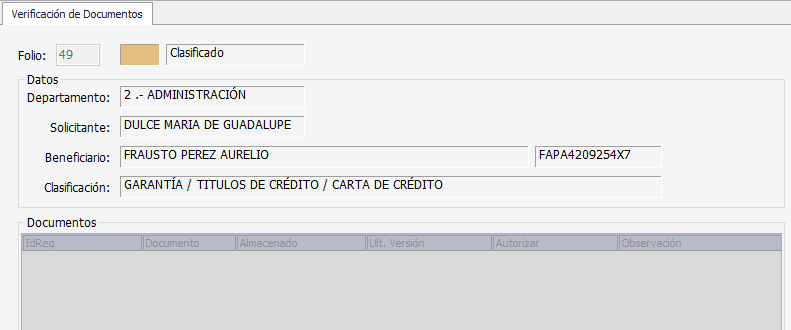 Verificación de Documentos
Folio: 49 Clasificado
Datos
Departamento: 2 .- ADMINISTRACIÓN
Solicitante: DULCE MARIA DE GUADALUPE
Beneficiario: FRAUSTO PEREZ AURELIO FAPA4209254X7
Clasificación: GARANTÍA / TITULOS DE CRÉDITO / CARTA DE CRÉDITO
Documentos
IdReq Documento Almacenado Ult. Versión Autorizar Observación